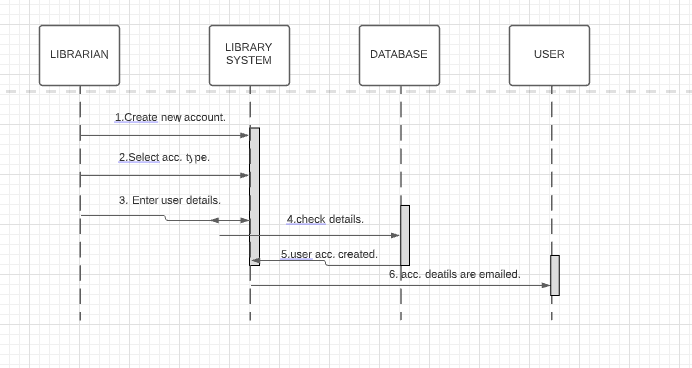 LIBRARIAN
LIBRARY
SYSTEM
DATABASE
USER
1.Create new account.
2.Select acc. type.
3. Enter user details.
4.check details.
5.user acc. created.
6. acc. deatils are emailed.